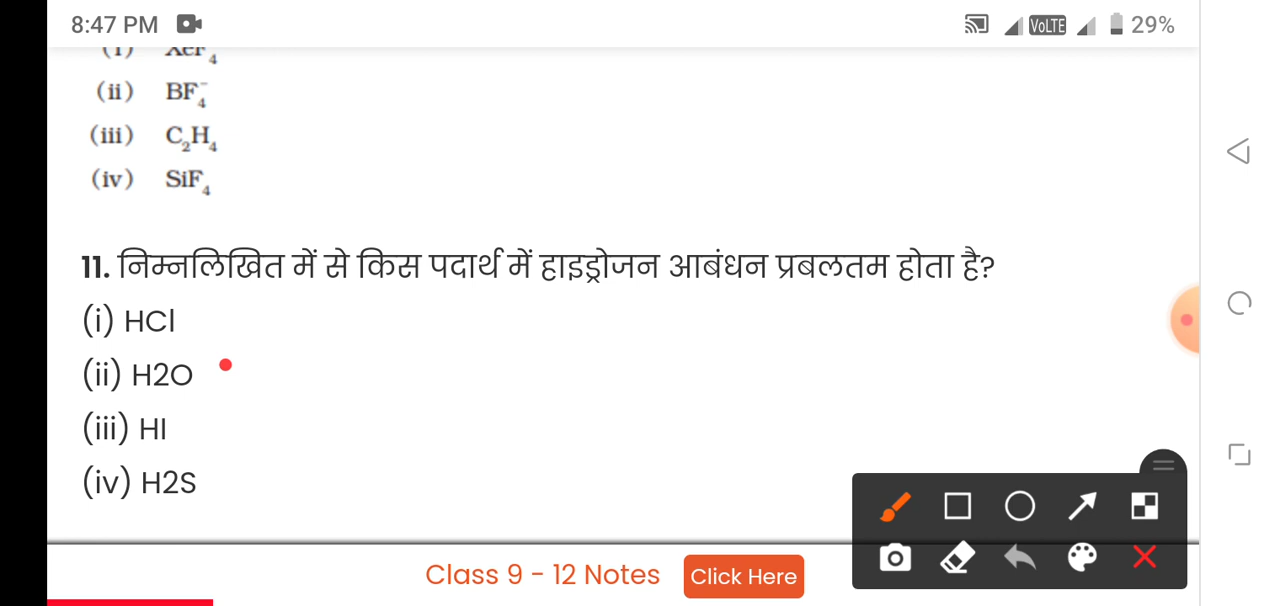 8:47 PM VoLTE 29%
(i) XeF₄
(ii) BF₄⁻
(iii) C₂H₄
(iv) SiF₄
11. निम्नलिखित में से किस पदार्थ में हाइड्रोजन आबंधन प्रबलतम होता है?
(i) HCl
(ii) H2O
(iii) HI
(iv) H2S
Class 9 - 12 Notes Click Here